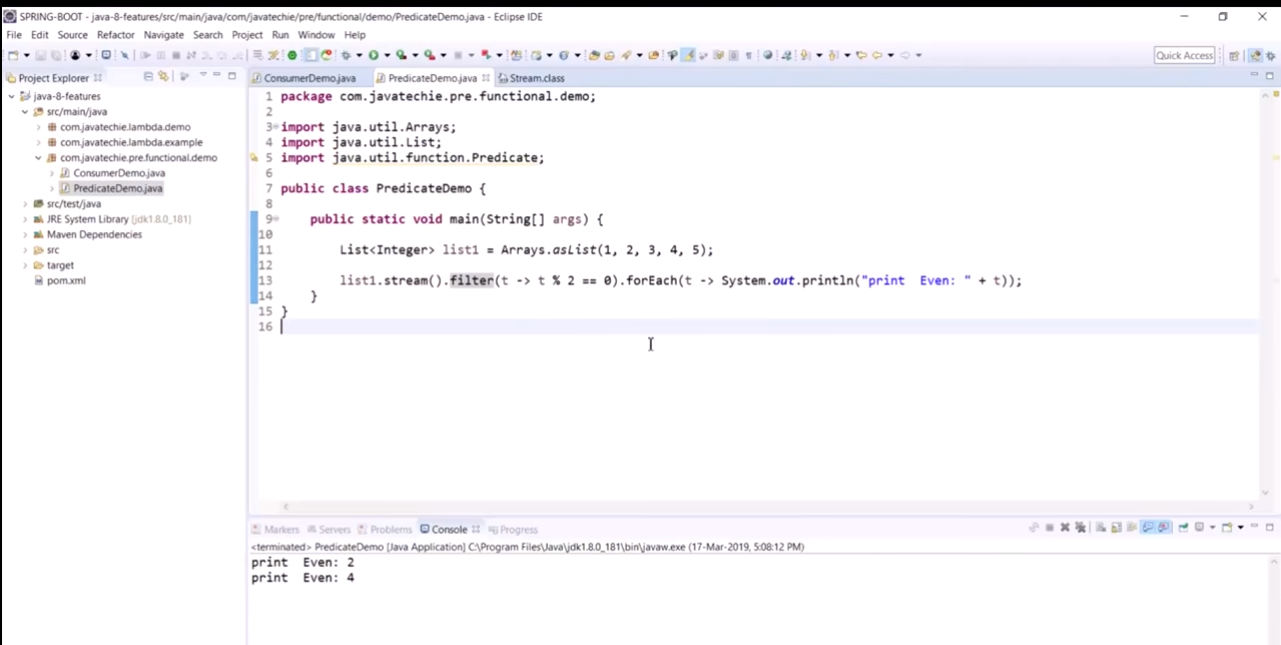 SPRING-BOOT - java-8-features/src/main/java/com/javatechie/pre/functional/demo/PredicateDemo.java - Eclipse IDE
File Edit Source Refactor Navigate Search Project Run Window Help
Quick Access
Project Explorer
java-8-features
src/main/java
com.javatechie.lambda.demo
com.javatechie.lambda.example
com.javatechie.pre.functional.demo
ConsumerDemo.java
PredicateDemo.java
src/test/java
JRE System Library [jdk1.8.0_181]
Maven Dependencies
src
target
pom.xml
ConsumerDemo.java PredicateDemo.java Stream.class
1 package com.javatechie.pre.functional.demo;
2
3 import java.util.Arrays;
4 import java.util.List;
5 import java.util.function.Predicate;
6
7 public class PredicateDemo {
8
9 public static void main(String[] args) {
10
11 List<Integer> list1 = Arrays.asList(1, 2, 3, 4, 5);
12
13 list1.stream().filter(t -> t % 2 == 0).forEach(t -> System.out.println("print  Even: " + t));
14 }
15 }
16
Markers Servers Problems Console Progress
<terminated> PredicateDemo [Java Application] C:\Program Files\Java\jdk1.8.0_181\bin\javaw.exe (17-Mar-2019, 5:08:12 PM)
print  Even: 2
print  Even: 4